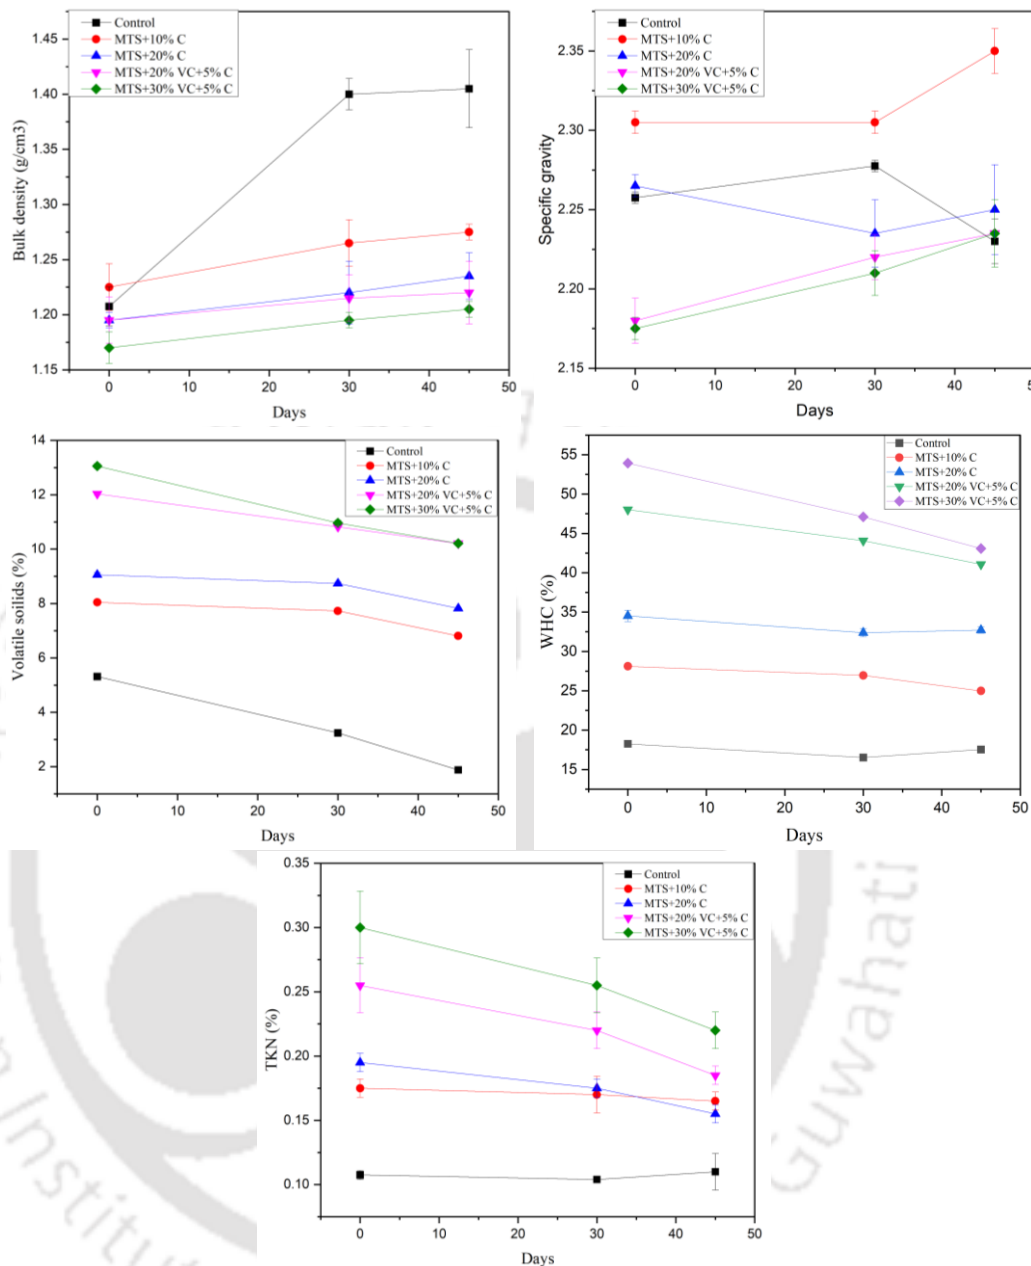 Control
MTS+10% C
MTS+20% C
MTS+20% VC+5% C
MTS+30% VC+5% C
1.45
1.40
1.35
1.30
1.25
1.20
1.15
Bulk density (g/cm3)
0 10 20 30 40 50
Days
Control
MTS+10% C
MTS+20% C
MTS+20% VC+5% C
MTS+30% VC+5% C
2.35
2.30
2.25
2.20
2.15
Specific gravity
0 10 20 30 40
Days
Control
MTS+10% C
MTS+20% C
MTS+20% VC+5% C
MTS+30% VC+5% C
14
12
10
8
6
4
2
Volatile soilids (%)
0 10 20 30 40 50
Days
Control
MTS+10% C
MTS+20% C
MTS+20% VC+5% C
MTS+30% VC+5% C
55
50
45
40
35
30
25
20
15
WHC (%)
0 10 20 30 40 50
Days
Control
MTS+10% C
MTS+20% C
MTS+20% VC+5% C
MTS+30% VC+5% C
0.35
0.30
0.25
0.20
0.15
0.10
TKN (%)
0 10 20 30 40 50
Days
Guwahati